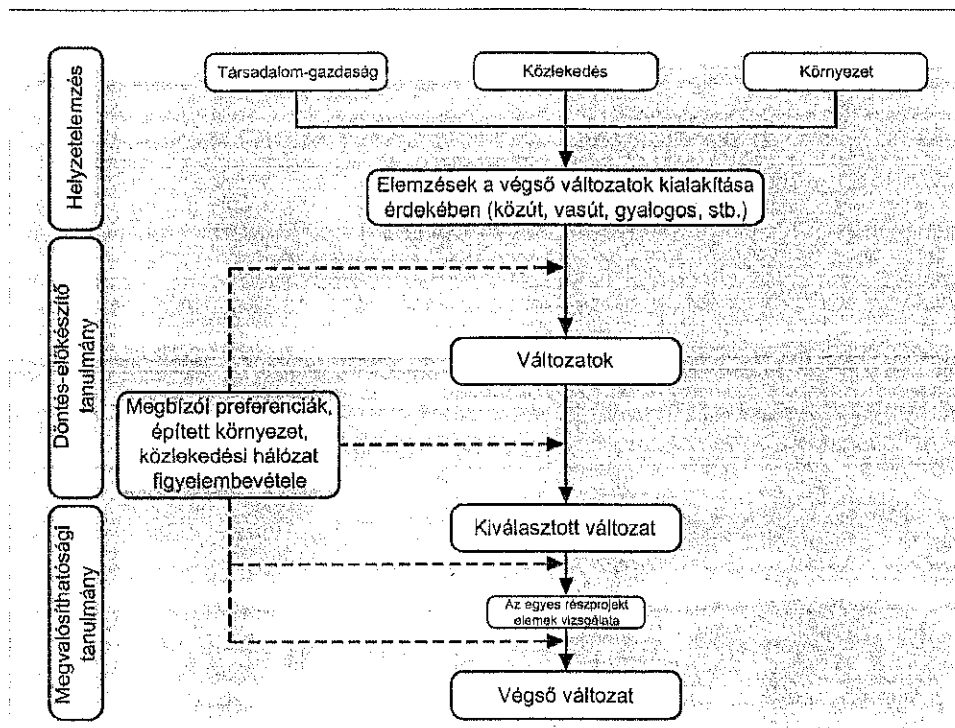 Helyzetelemzés
Társadalom-gazdaság
Közlekedés
Környezet
Elemzések a végső változatok kialakítása
érdekében (közút, vasút, gyalogos, stb.)
Döntés-előkészítő
tanulmány
Változatok
Megbízói preferenciák,
épített környezet,
közlekedési hálózat
figyelembevétele
Kiválasztott változat
Megvalósíthatósági
tanulmány
Az egyes részprojekt
elemek vizsgálata
Végső változat